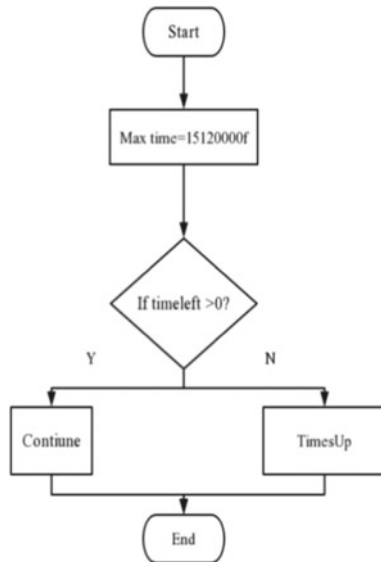 Start
Max time=15120000f
If timeleft >0?
Y
N
Contiune
TimesUp
End